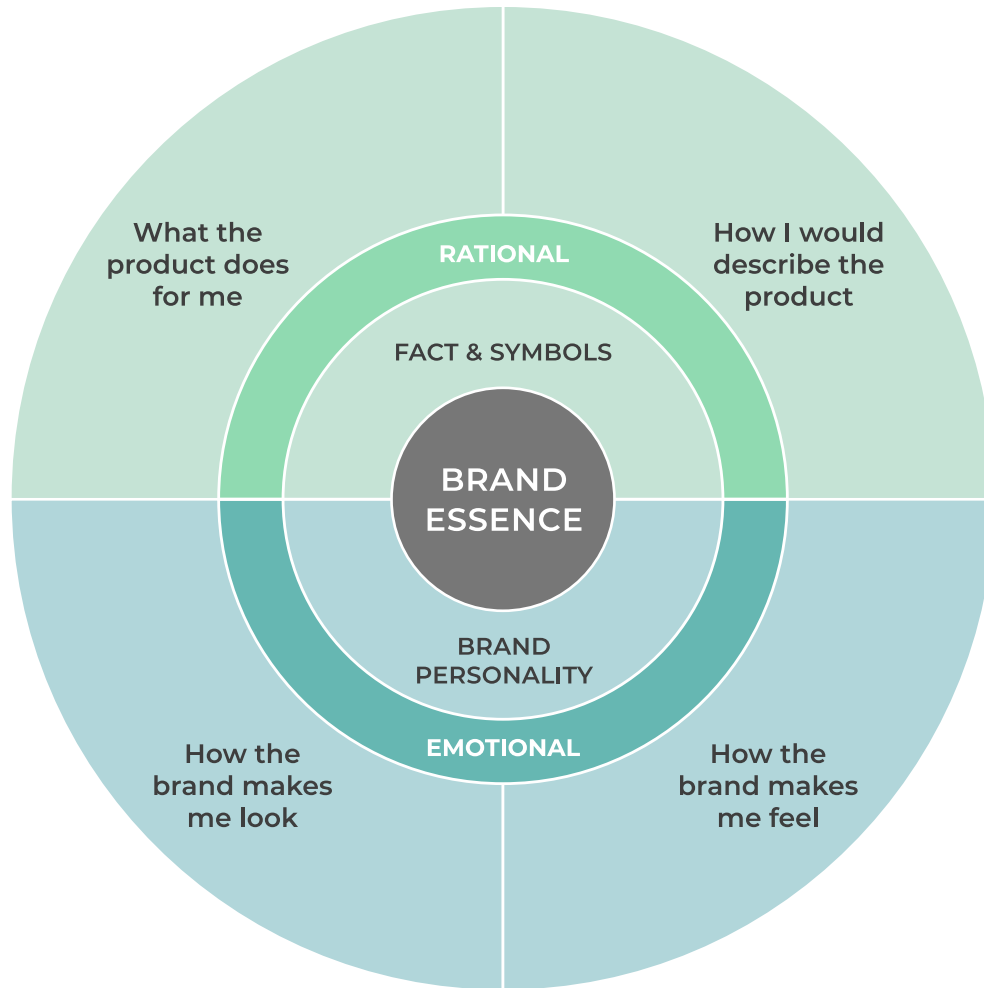 What the
product does
for me
How I would
describe the
product
RATIONAL
FACT & SYMBOLS
BRAND
ESSENCE
BRAND
PERSONALITY
EMOTIONAL
How the
brand makes
me look
How the
brand makes
me feel